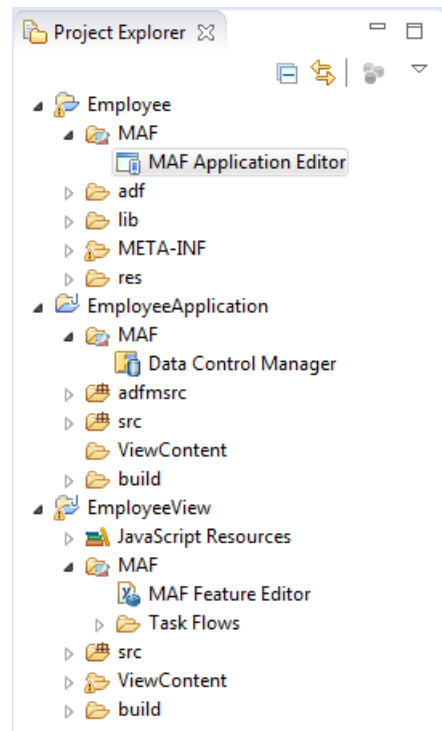 Project Explorer
Employee
MAF
MAF Application Editor
adf
lib
META-INF
res
EmployeeApplication
MAF
Data Control Manager
adfmsrc
src
ViewContent
build
EmployeeView
JavaScript Resources
MAF
MAF Feature Editor
Task Flows
src
ViewContent
build